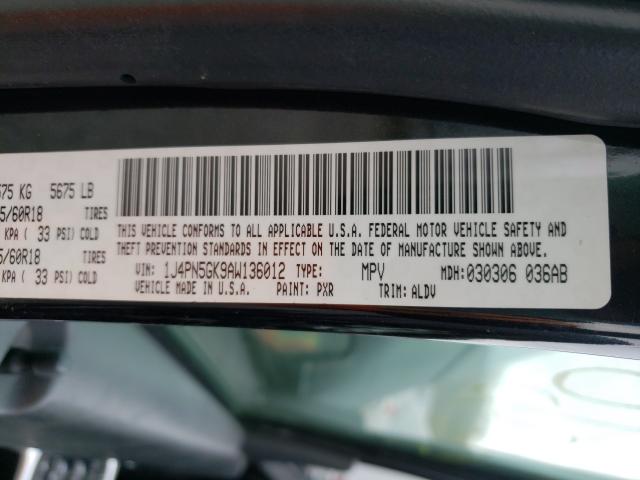 675 KG 5675 LB
5/60R18 TIRES
KPA ( 33 PSI) COLD
5/60R18 TIRES
KPA ( 33 PSI) COLD
THIS VEHICLE CONFORMS TO ALL APPLICABLE U.S.A. FEDERAL MOTOR VEHICLE SAFETY AND
THEFT PREVENTION STANDARDS IN EFFECT ON THE DATE OF MANUFACTURE SHOWN ABOVE.
VIN: 1J4PN5GK9AW136012 TYPE: MPV MDH: 030306 036AB
VEHICLE MADE IN U.S.A. PAINT: PXR TRIM: ALDV